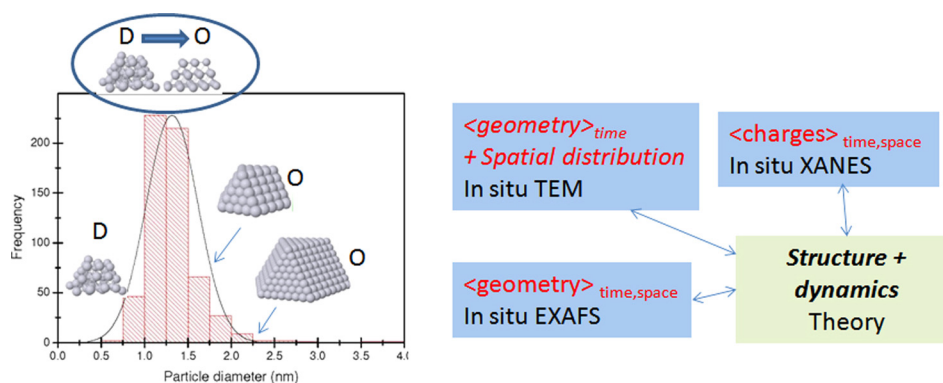 D O
O
O
D
Frequency
200
150
100
50
0
0.0 0.5 1.0 1.5 2.0 2.5 3.0 3.5 4.0
Particle diameter (nm)
<geometry>time
+ Spatial distribution
In situ TEM
<charges> time,space
In situ XANES
<geometry> time,space
In situ EXAFS
Structure +
dynamics
Theory